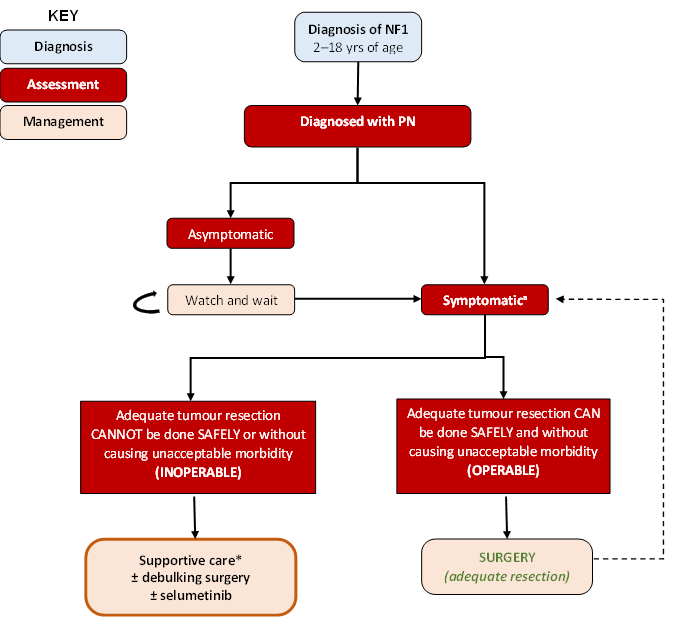 KEY
Diagnosis
Assessment
Management
Diagnosis of NF1
2–18 yrs of age
Diagnosed with PN
Asymptomatic
Watch and wait
Symptomaticª
Adequate tumour resection
CANNOT be done SAFELY or without
causing unacceptable morbidity
(INOPERABLE)
Adequate tumour resection CAN
be done SAFELY and without
causing unacceptable morbidity
(OPERABLE)
Supportive care*
± debulking surgery
± selumetinib
SURGERY
(adequate resection)